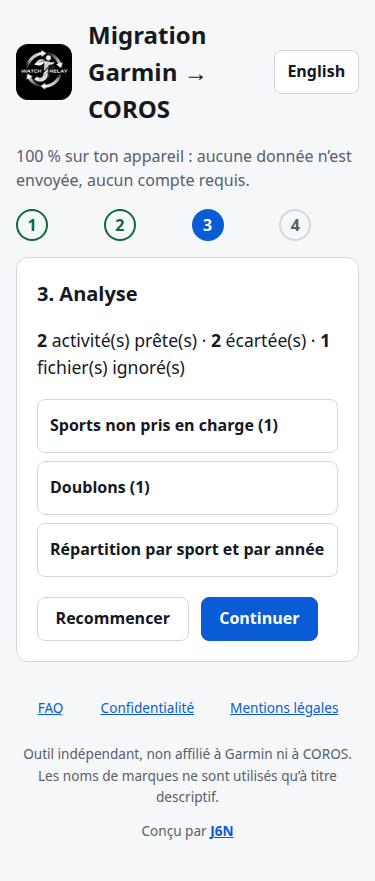 WATCH RELAY
Migration
Garmin →
COROS
English
100 % sur ton appareil : aucune donnée n’est
envoyée, aucun compte requis.
1
2
3
4
3. Analyse
2 activité(s) prête(s) · 2 écartée(s) · 1
fichier(s) ignoré(s)
Sports non pris en charge (1)
Doublons (1)
Répartition par sport et par année
Recommencer
Continuer
FAQ
Confidentialité
Mentions légales
Outil indépendant, non affilié à Garmin ni à COROS.
Les noms de marques ne sont utilisés qu’à titre
descriptif.
Conçu par J6N